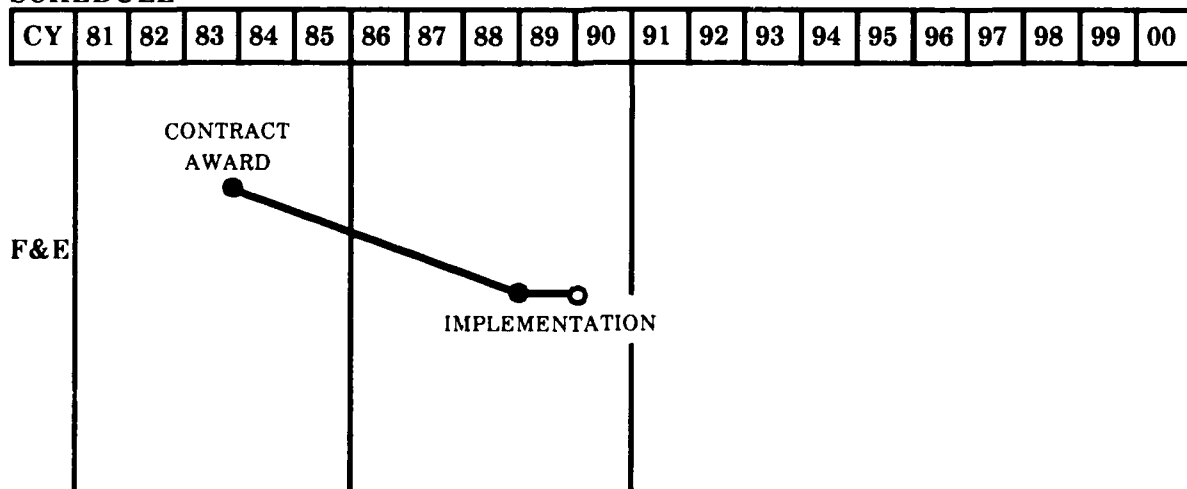 SCHEDULE
CY 81 82 83 84 85 86 87 88 89 90 91 92 93 94 95 96 97 98 99 00
CONTRACT
AWARD
F&E
IMPLEMENTATION